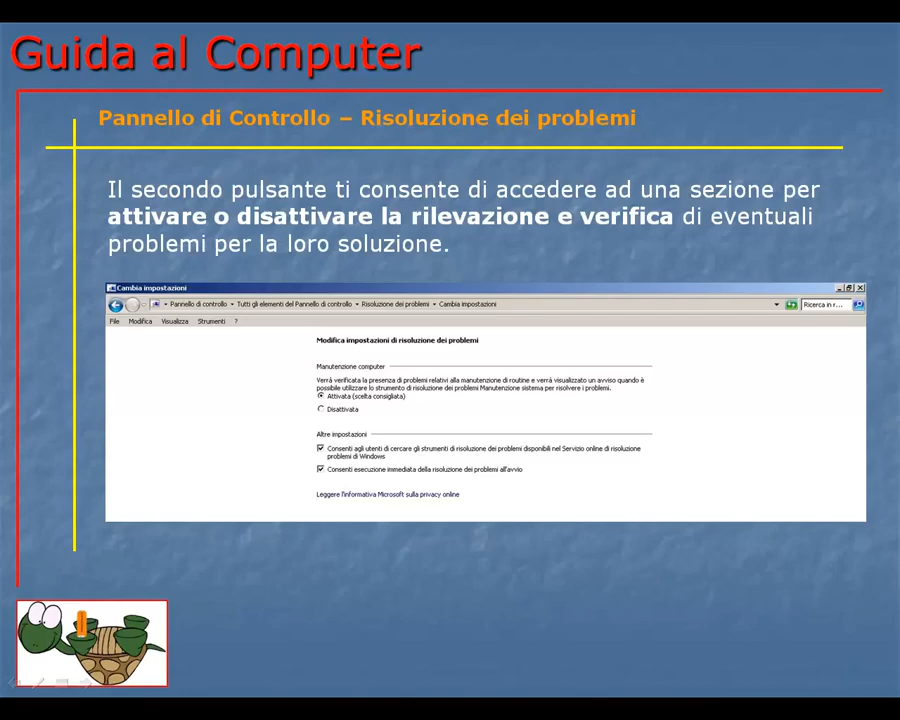 Guida al Computer
Pannello di Controllo – Risoluzione dei problemi
Il secondo pulsante ti consente di accedere ad una sezione per
attivare o disattivare la rilevazione e verifica di eventuali
problemi per la loro soluzione.
Cambia impostazioni
Pannello di controllo Tutti gli elementi del Pannello di controllo Risoluzione dei problemi Cambia impostazioni Ricerca in r...
File Modifica Visualizza Strumenti ?
Modifica impostazioni di risoluzione dei problemi
Manutenzione computer
Verrà verificata la presenza di problemi relativi alla manutenzione di routine e verrà visualizzato un avviso quando è
possibile utilizzare lo strumento di risoluzione dei problemi Manutenzione sistema per risolvere i problemi.
Attivata (scelta consigliata)
Disattivata
Altre impostazioni
Consenti agli utenti di cercare gli strumenti di risoluzione dei problemi disponibili nel Servizio online di risoluzione
problemi di Windows
Consenti esecuzione immediata della risoluzione dei problemi all'avvio
Leggere l'informativa Microsoft sulla privacy online